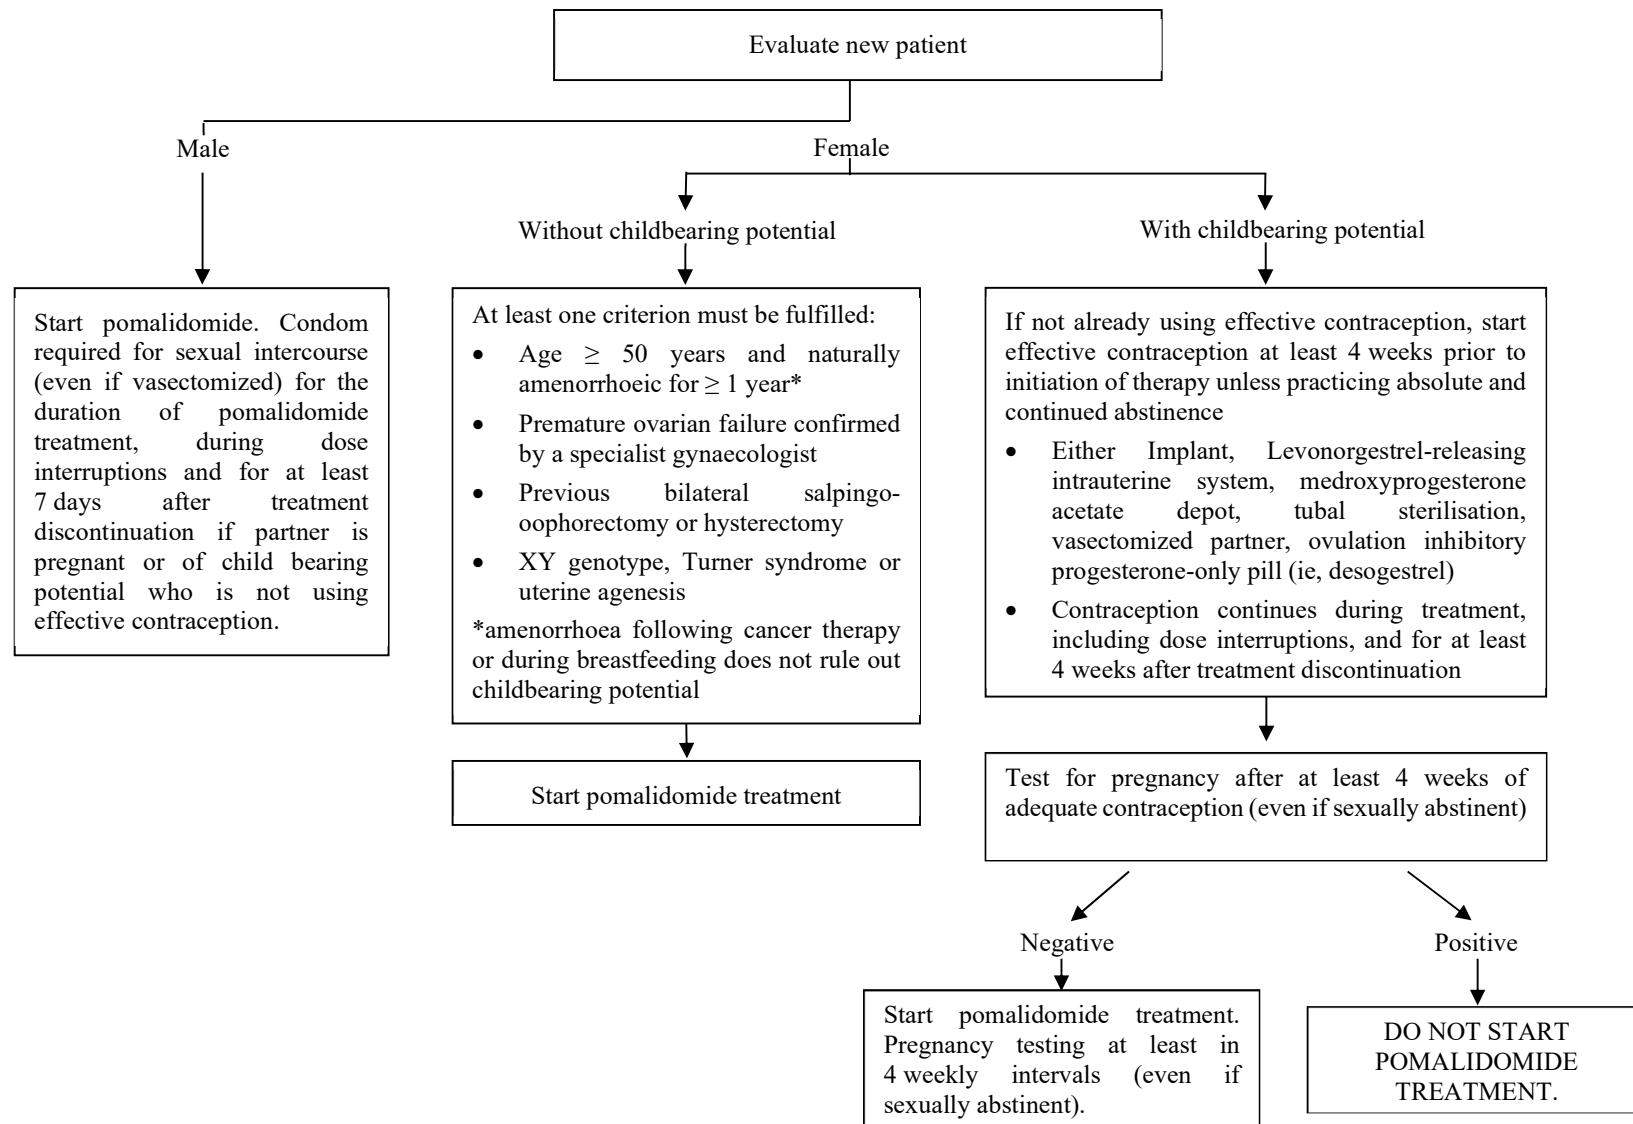 Evaluate new patient
Male
Female
Without childbearing potential
With childbearing potential
Start pomalidomide. Condom
required for sexual intercourse
(even if vasectomized) for the
duration of pomalidomide
treatment, during dose
interruptions and for at least
7 days after treatment
discontinuation if partner is
pregnant or of child bearing
potential who is not using
effective contraception.
At least one criterion must be fulfilled:
• Age ≥ 50 years and naturally
amenorrhoeic for ≥ 1 year*
• Premature ovarian failure confirmed
by a specialist gynaecologist
• Previous bilateral salpingo-
oophorectomy or hysterectomy
• XY genotype, Turner syndrome or
uterine agenesis
*amenorrhoea following cancer therapy
or during breastfeeding does not rule out
childbearing potential
Start pomalidomide treatment
If not already using effective contraception, start
effective contraception at least 4 weeks prior to
initiation of therapy unless practicing absolute and
continued abstinence
• Either Implant, Levonorgestrel-releasing
intrauterine system, medroxyprogesterone
acetate depot, tubal sterilisation,
vasectomized partner, ovulation inhibitory
progesterone-only pill (ie, desogestrel)
• Contraception continues during treatment,
including dose interruptions, and for at least
4 weeks after treatment discontinuation
Test for pregnancy after at least 4 weeks of
adequate contraception (even if sexually abstinent)
Negative
Positive
Start pomalidomide treatment.
Pregnancy testing at least in
4 weekly intervals (even if
sexually abstinent).
DO NOT START
POMALIDOMIDE
TREATMENT.